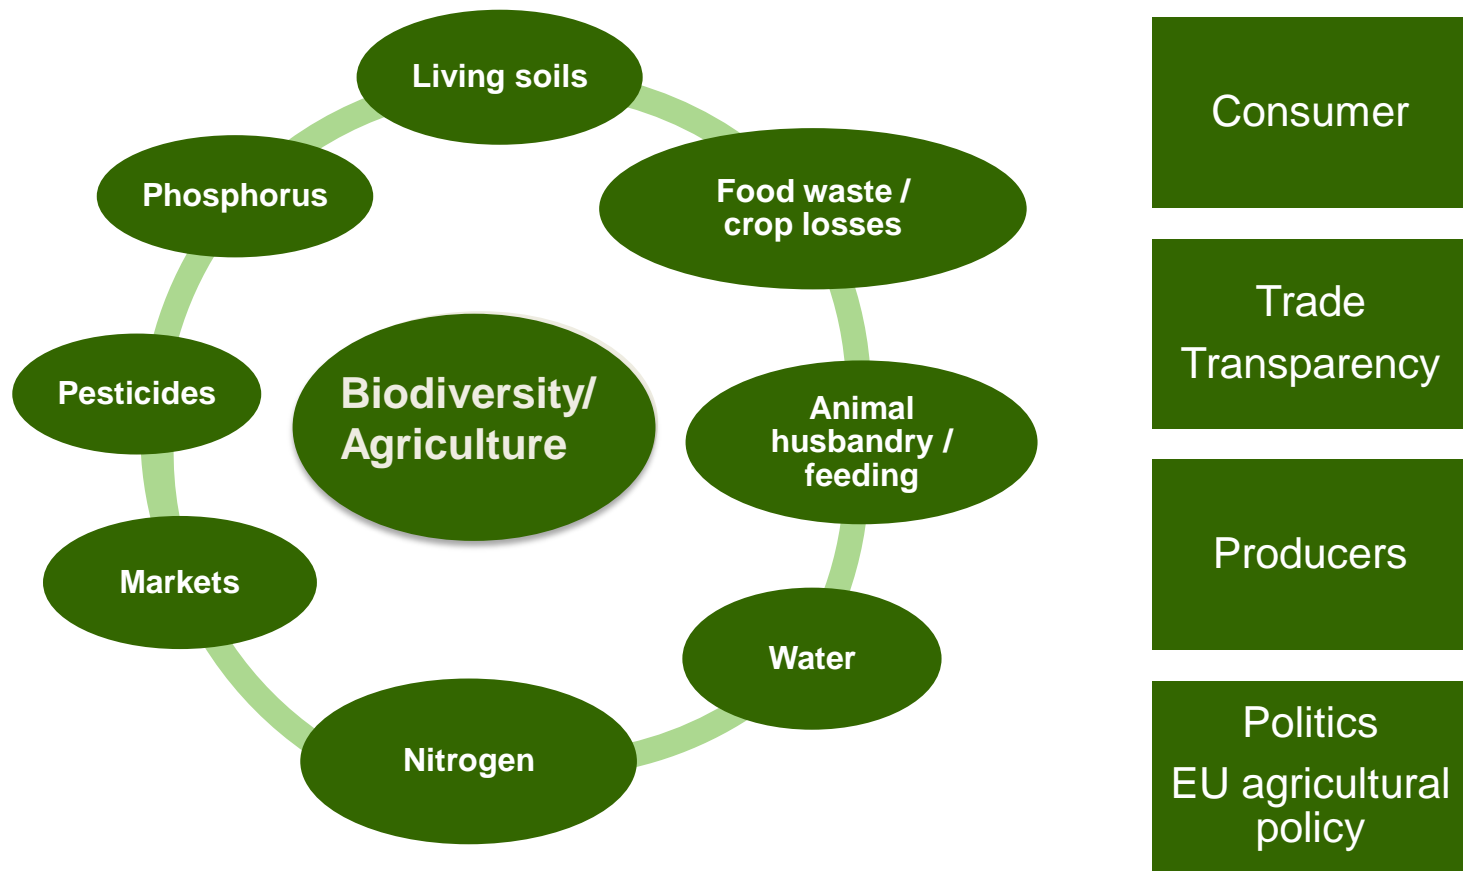 Living soils
Food waste /
crop losses
Animal
husbandry /
feeding
Water
Nitrogen
Markets
Pesticides
Phosphorus
Biodiversity/
Agriculture
Consumer
Trade
Transparency
Producers
Politics
EU agricultural
policy